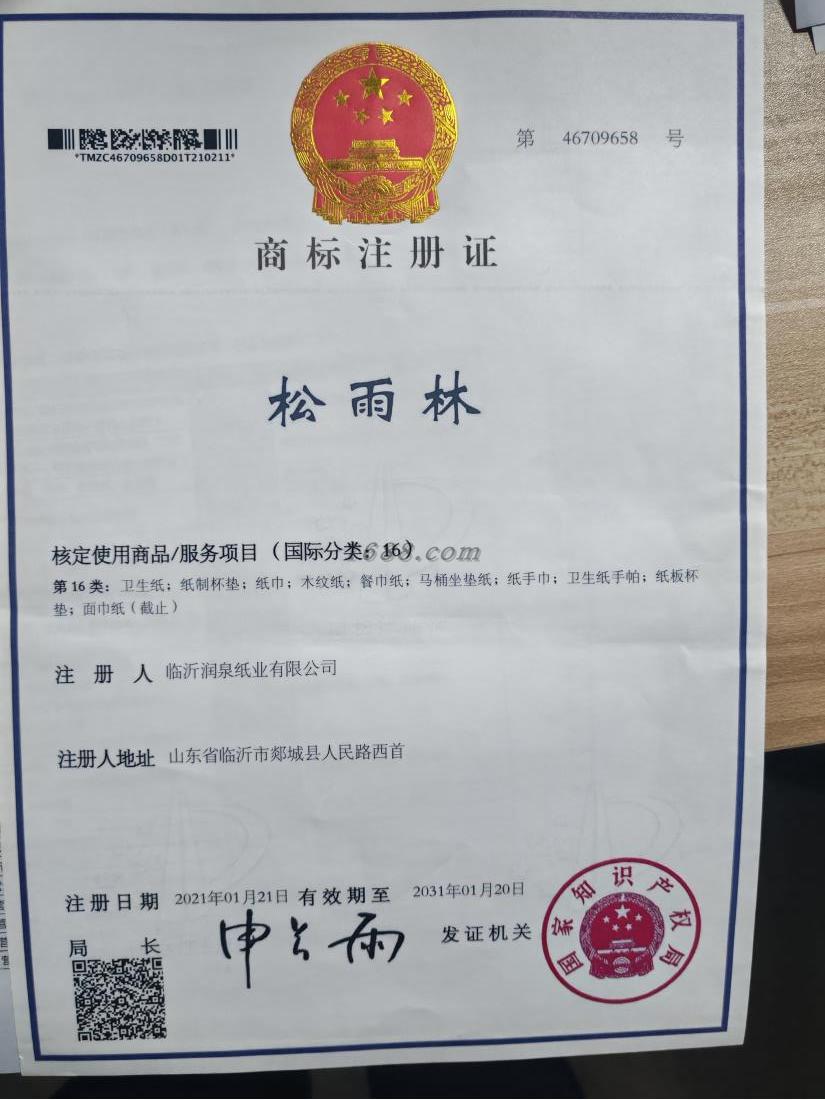 第 46709658 号
*TMZC46709658D01T210211*
商标注册证
松雨林
核定使用商品/服务项目（国际分类：16）
1688.com
第16类：卫生纸；纸制杯垫；纸巾；木纹纸；餐巾纸；马桶坐垫纸；纸手巾；卫生纸手帕；纸板杯
垫；面巾纸（截止）
注册人 临沂润泉纸业有限公司
注册人地址 山东省临沂市郯城县人民路西首
注册日期 2021年01月21日 有效期至 2031年01月20日
局长 申长雨 发证机关
国家知识产权局